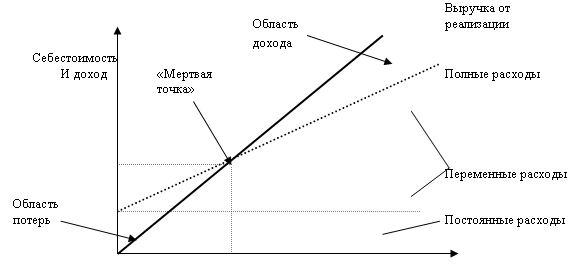 Выручка от
реализации
Область
дохода
Себестоимость
И доход
«Мертвая
точка»
Полные расходы
Переменные расходы
Область
потерь
Постоянные расходы